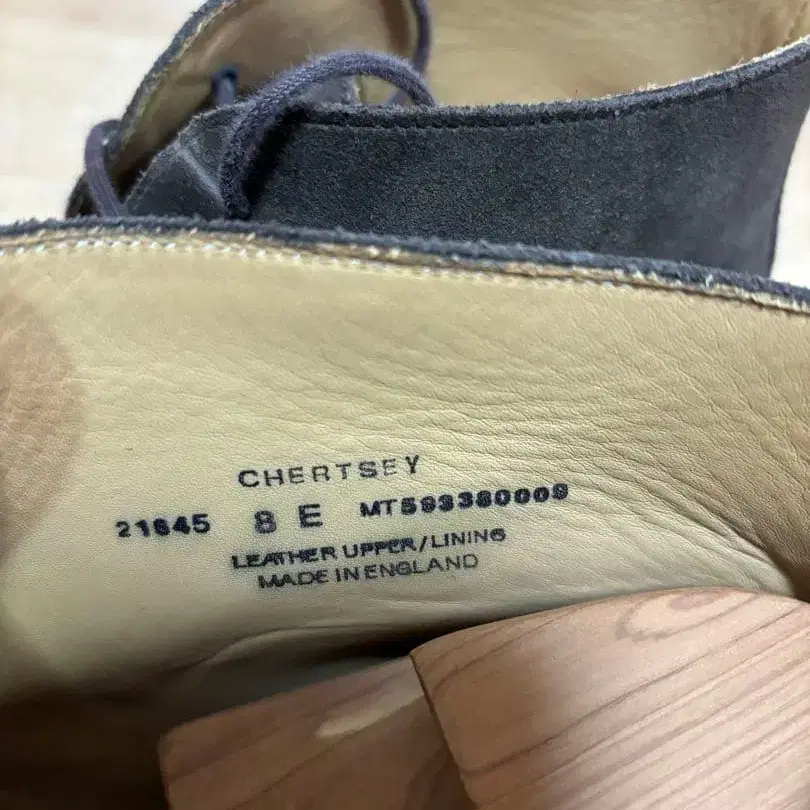 CHERTSEY
21845 8 E MT593380009
LEATHER UPPER/LINING
MADE IN ENGLAND